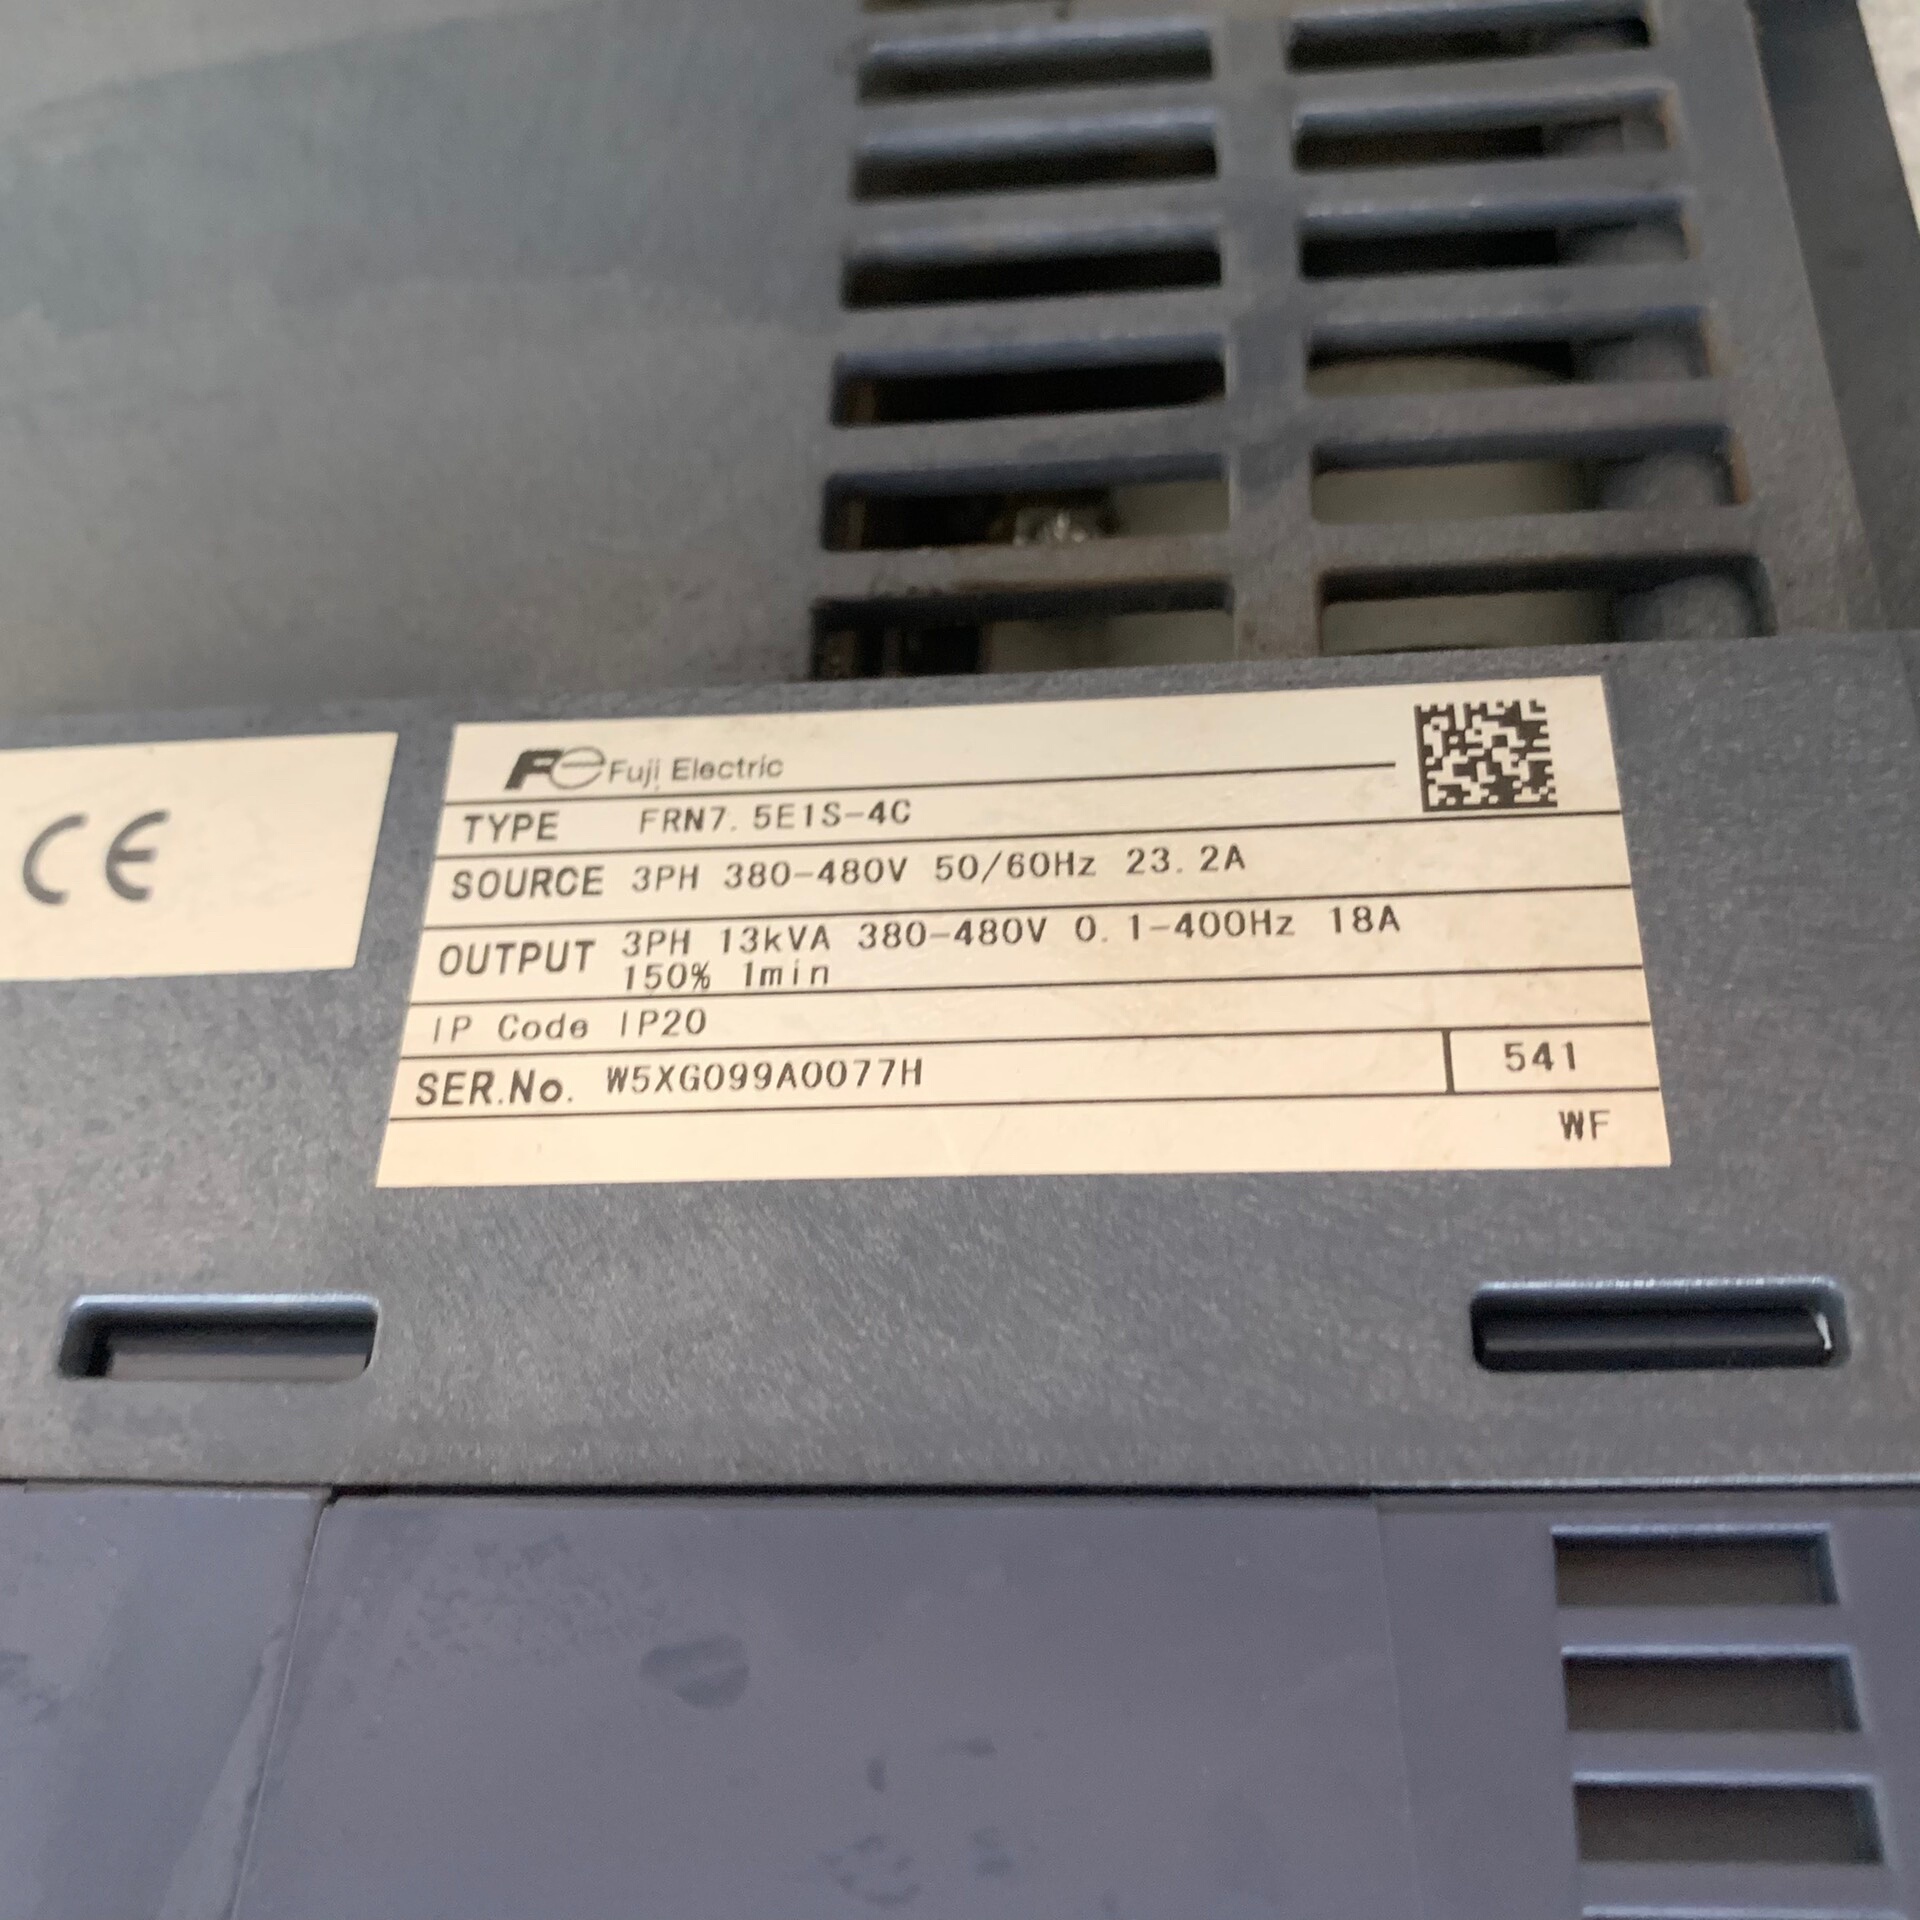 CE
Fe Fuji Electric
TYPE FRN7.5E1S-4C
SOURCE 3PH 380-480V 50/60Hz 23.2A
OUTPUT 3PH 13kVA 380-480V 0.1-400Hz 18A
150% 1min
IP Code IP20
SER.No. W5XG099A0077H 541
WF